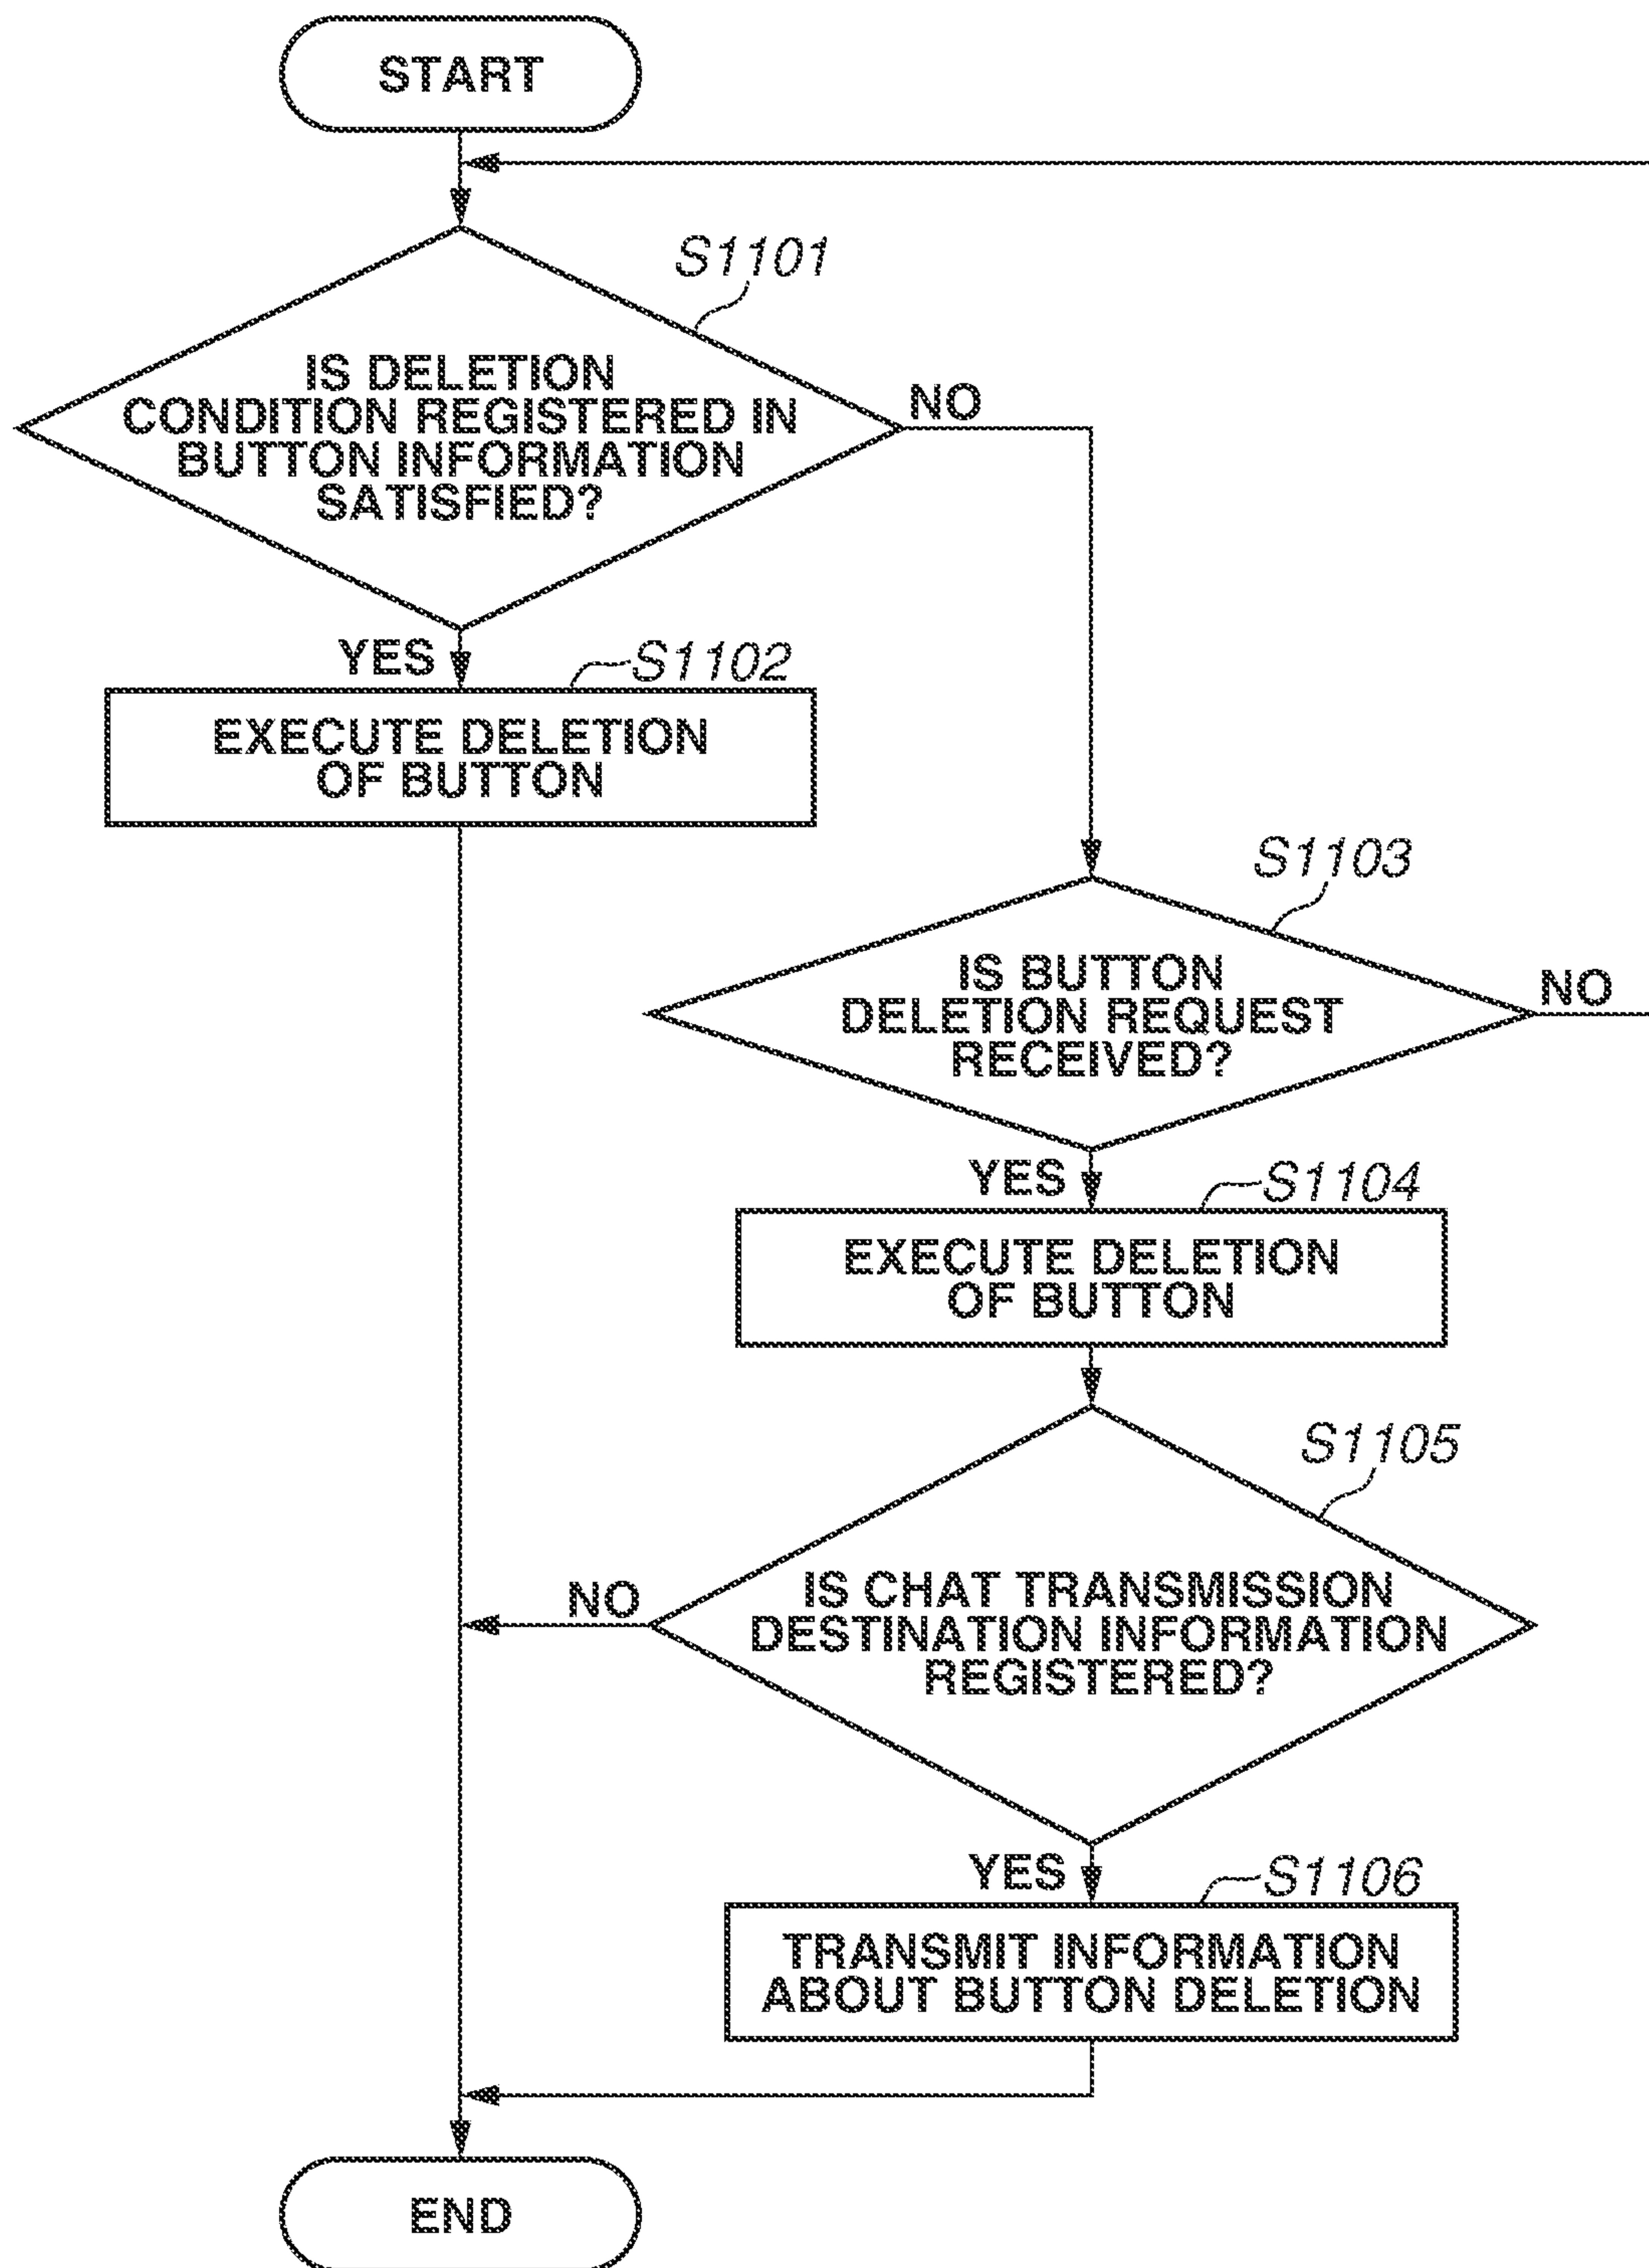 START
S1101
IS DELETION
CONDITION REGISTERED IN
BUTTON INFORMATION
SATISFIED?
NO
YES
S1102
EXECUTE DELETION
OF BUTTON
S1103
IS BUTTON
DELETION REQUEST
RECEIVED?
NO
YES
S1104
EXECUTE DELETION
OF BUTTON
S1105
IS CHAT TRANSMISSION
DESTINATION INFORMATION
REGISTERED?
NO
YES
S1106
TRANSMIT INFORMATION
ABOUT BUTTON DELETION
END